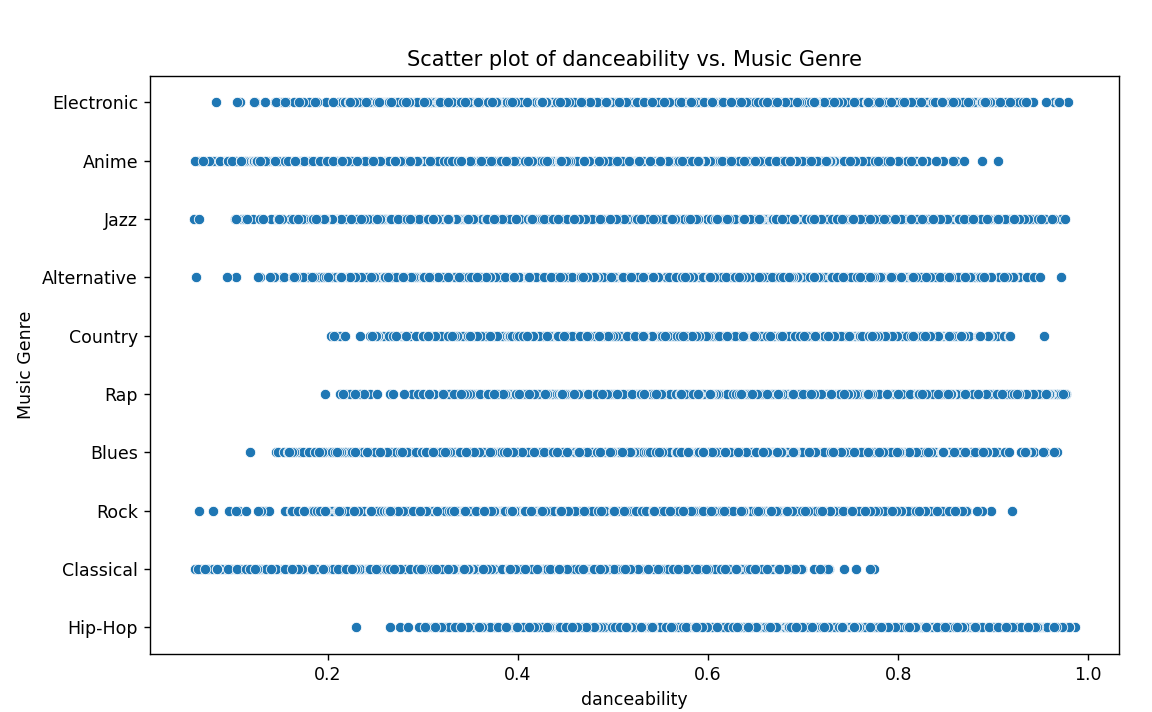 Scatter plot of danceability vs. Music Genre
Music Genre
Electronic
Anime
Jazz
Alternative
Country
Rap
Blues
Rock
Classical
Hip-Hop
0.2 0.4 0.6 0.8 1.0
danceability